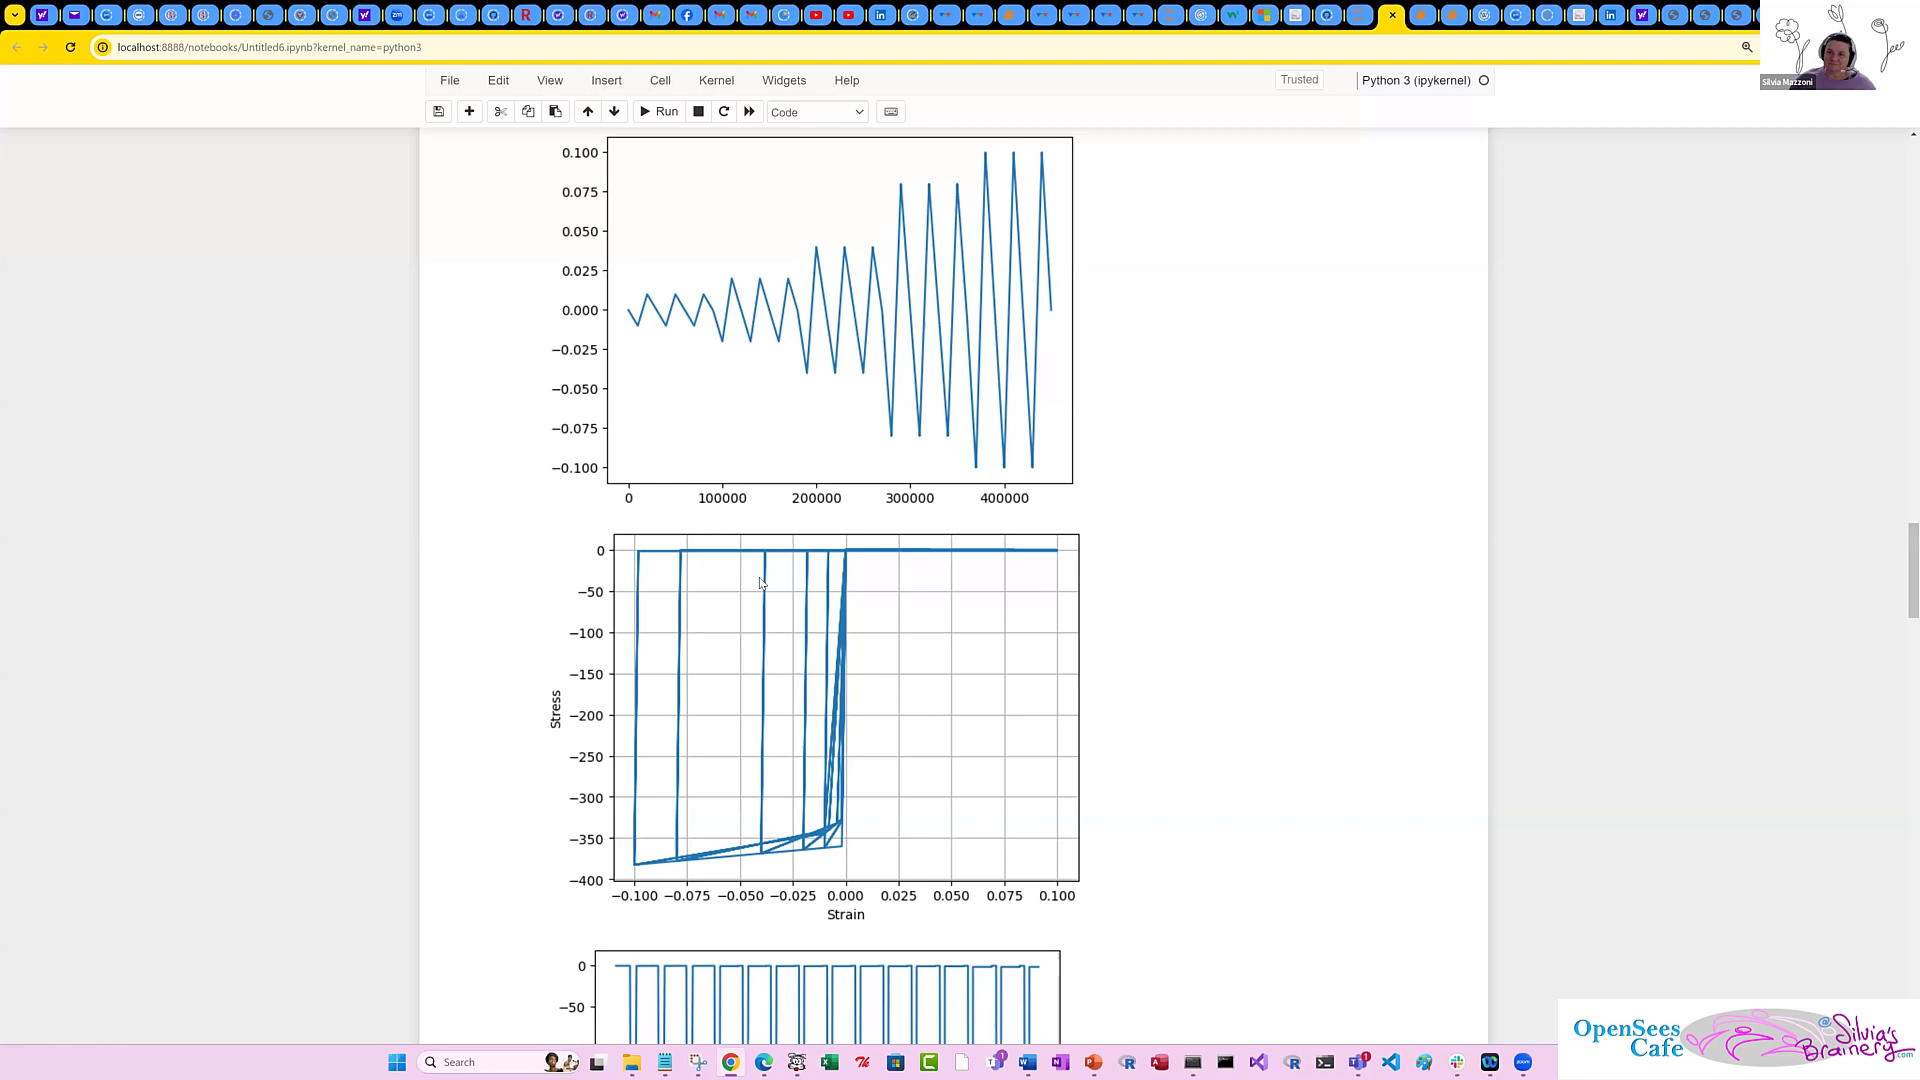 localhost:8888/notebooks/Untitled6.ipynb?kernel_name=python3
Silvia Mazzoni
File Edit View Insert Cell Kernel Widgets Help
Trusted
Python 3 (ipykernel)
Run
Code
0.100
0.075
0.050
0.025
0.000
−0.025
−0.050
−0.075
−0.100
0 100000 200000 300000 400000
0
−50
−100
−150
−200
−250
−300
−350
−400
Stress
−0.100 −0.075 −0.050 −0.025 0.000 0.025 0.050 0.075 0.100
Strain
0
−50
OpenSees
Cafe
@Silvia's
Brainery.com
Search